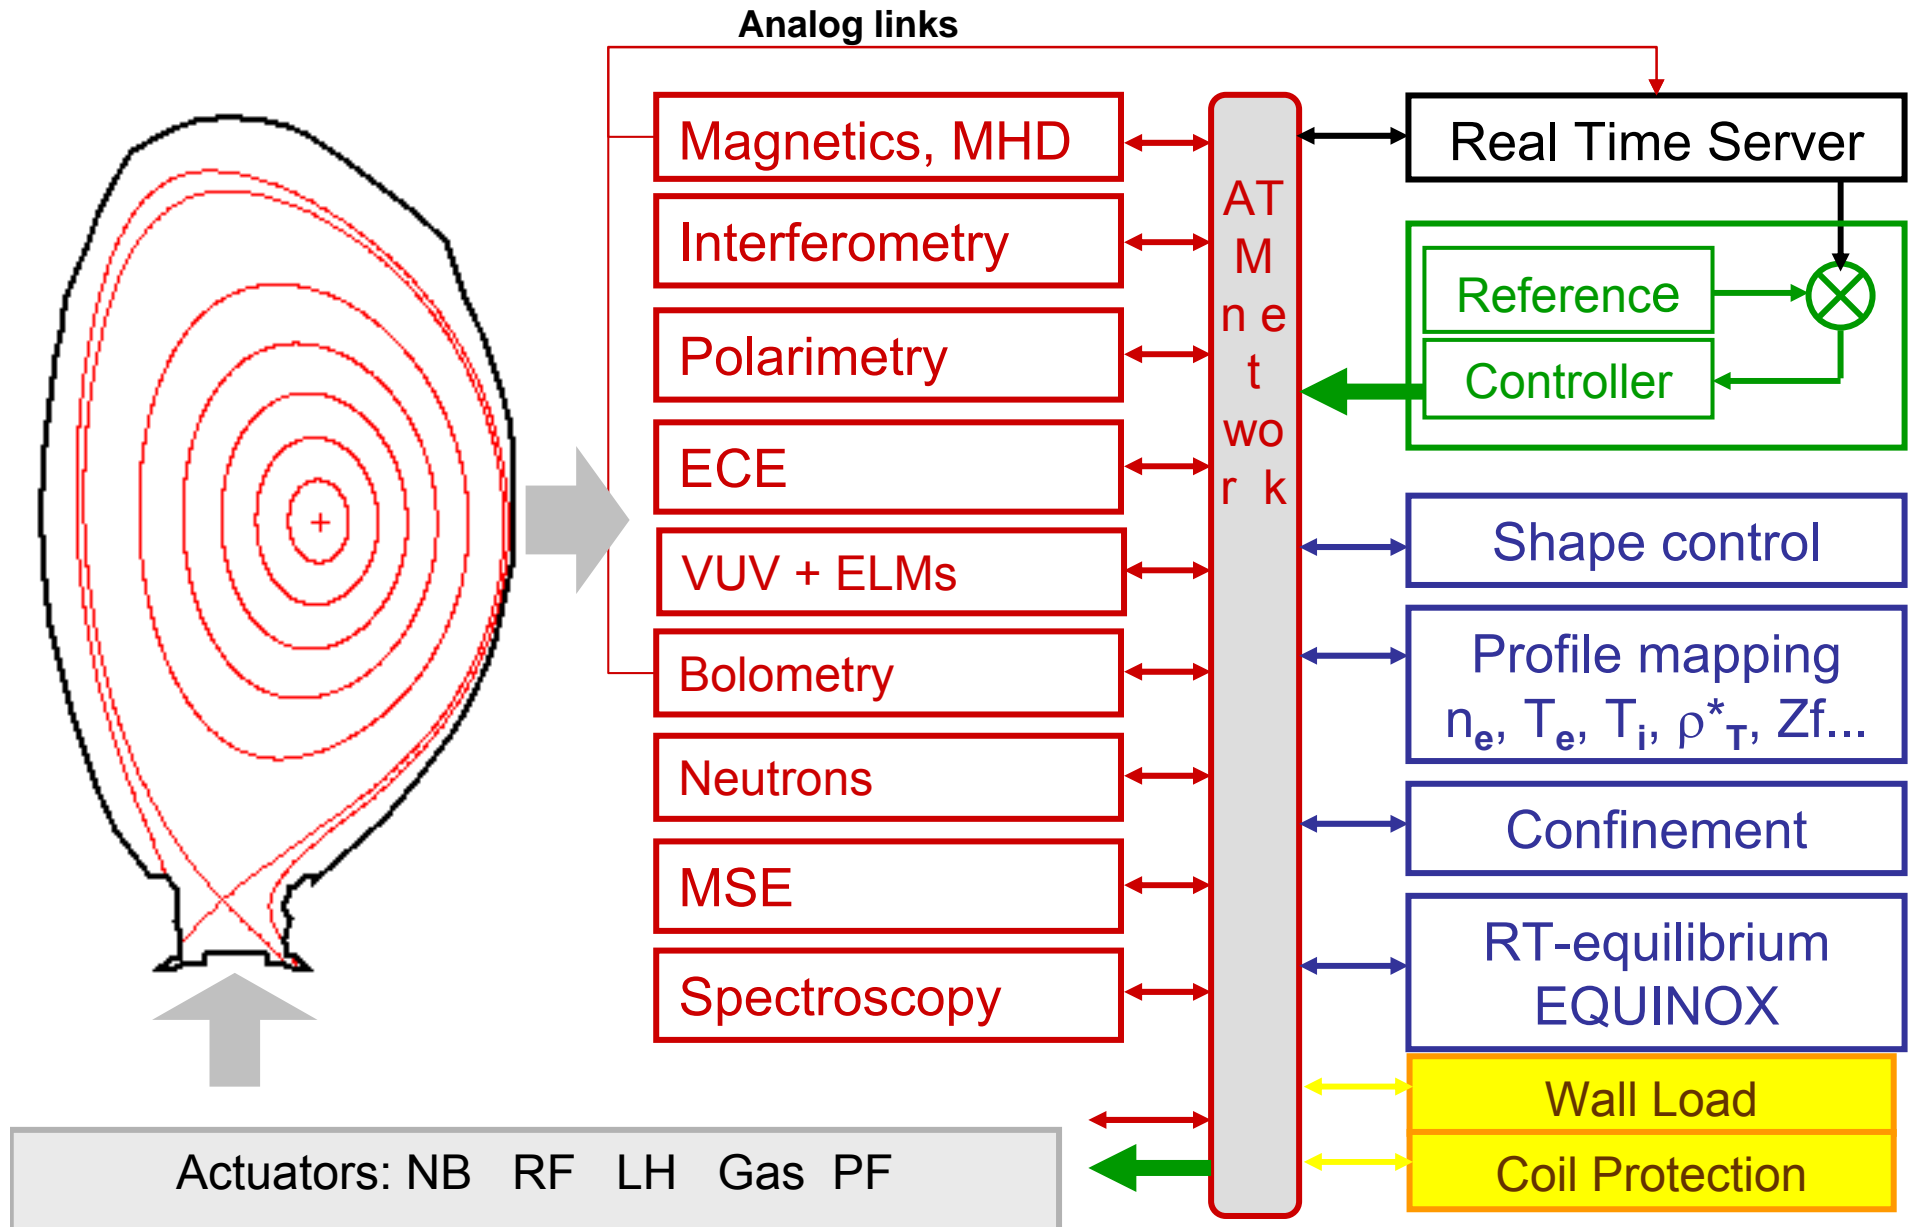 Analog links
Magnetics, MHD
Interferometry
Polarimetry
ECE
VUV + ELMs
Bolometry
Neutrons
MSE
Spectroscopy
AT
M
n e
t
wo
r k
Real Time Server
Reference
Controller
Shape control
Profile mapping
ne, Te, Ti, ρ*T, Zf...
Confinement
RT-equilibrium
EQUINOX
Wall Load
Coil Protection
Actuators: NB RF LH Gas PF